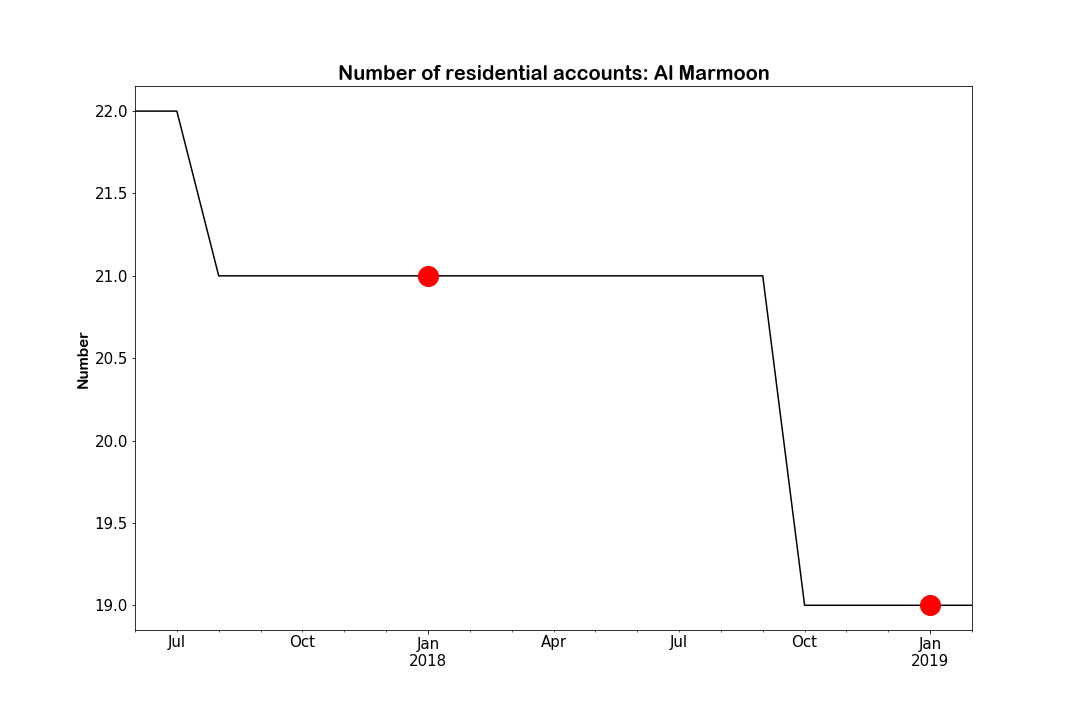 Number of residential accounts: Al Marmoon
Number
22.0
21.5
21.0
20.5
20.0
19.5
19.0
Jul Oct Jan Apr Jul Oct Jan
2018 2019